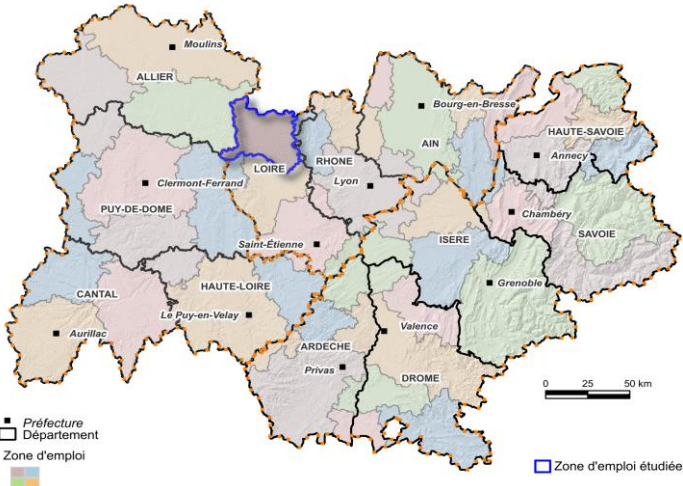 Moulins
ALLIER
Bourg-en-Bresse
AIN
HAUTE-SAVOIE
LOIRE
RHONE
Annecy
Clermont-Ferrand
Lyon
PUY-DE-DOME
Chambéry
SAVOIE
Saint-Étienne
ISERE
Grenoble
CANTAL
HAUTE-LOIRE
Le Puy-en-Velay
Aurillac
Valence
ARDECHE
Privas
DROME
0 25 50 km
Préfecture
Département
Zone d'emploi
Zone d'emploi étudiée